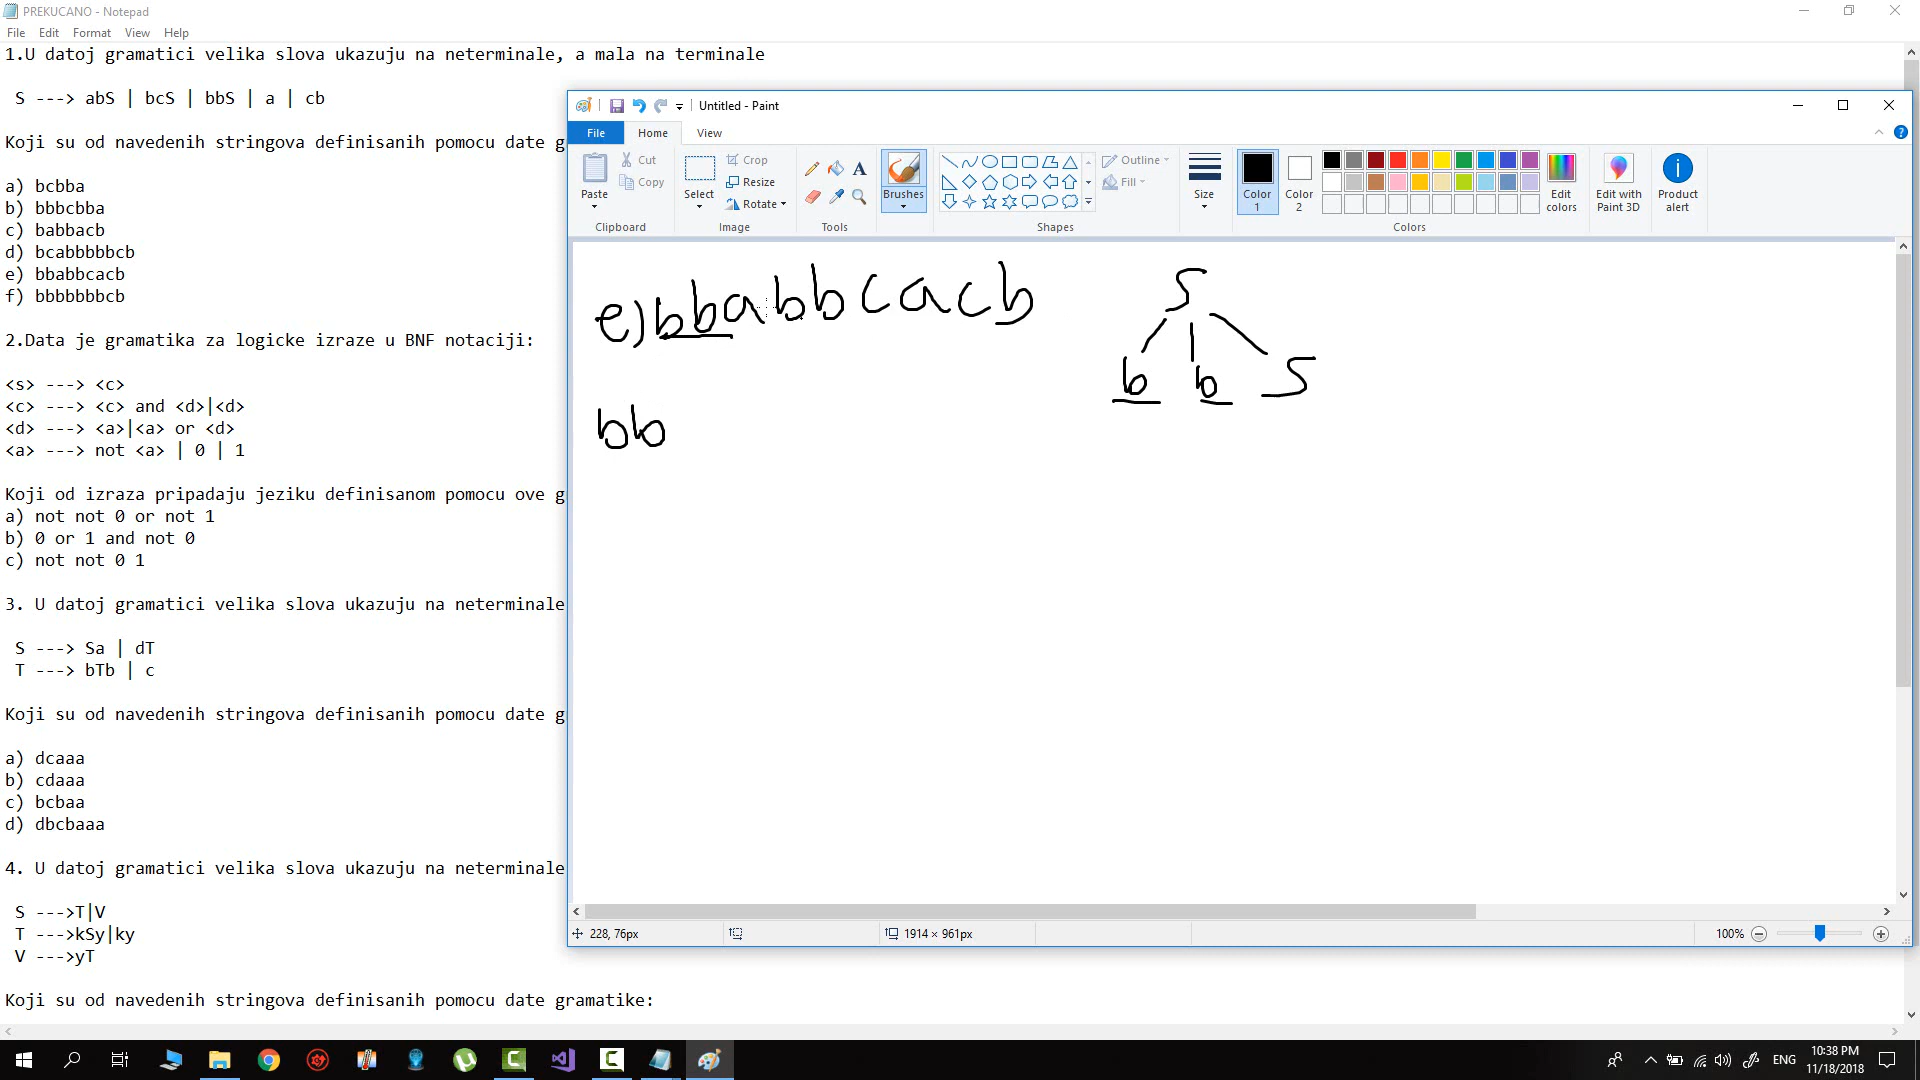 PREKUCANO - Notepad
File Edit Format View Help
1.U datoj gramatici velika slova ukazuju na neterminale, a mala na terminale
S ---> abS | bcS | bbS | a | cb
Koji su od navedenih stringova definisanih pomocu date g
a) bcbba
b) bbbcbba
c) babbacb
d) bcabbbbbcb
e) bbabbcacb
f) bbbbbbbcb
2.Data je gramatika za logicke izraze u BNF notaciji:
<s> ---> <c>
<c> ---> <c> and <d>|<d>
<d> ---> <a>|<a> or <d>
<a> ---> not <a> | 0 | 1
Koji od izraza pripadaju jeziku definisanom pomocu ove g
a) not not 0 or not 1
b) 0 or 1 and not 0
c) not not 0 1
3. U datoj gramatici velika slova ukazuju na neterminale
S ---> Sa | dT
T ---> bTb | c
Koji su od navedenih stringova definisanih pomocu date g
a) dcaaa
b) cdaaa
c) bcbaa
d) dbcbaaa
4. U datoj gramatici velika slova ukazuju na neterminale
S --->T|V
T --->kSy|ky
V --->yT
Koji su od navedenih stringova definisanih pomocu date gramatike:
Untitled - Paint
File Home View
Paste Cut Copy
Clipboard
Select Crop Resize Rotate
Image
A
Tools
Brushes
Outline Fill
Shapes
Size
Color 1
Color 2
Edit colors
Colors
Edit with Paint 3D
Product alert
e) bbabbcacb
S
b b S
bb
228, 76px
1914 × 961px
100%
ENG
10:38 PM
11/18/2018